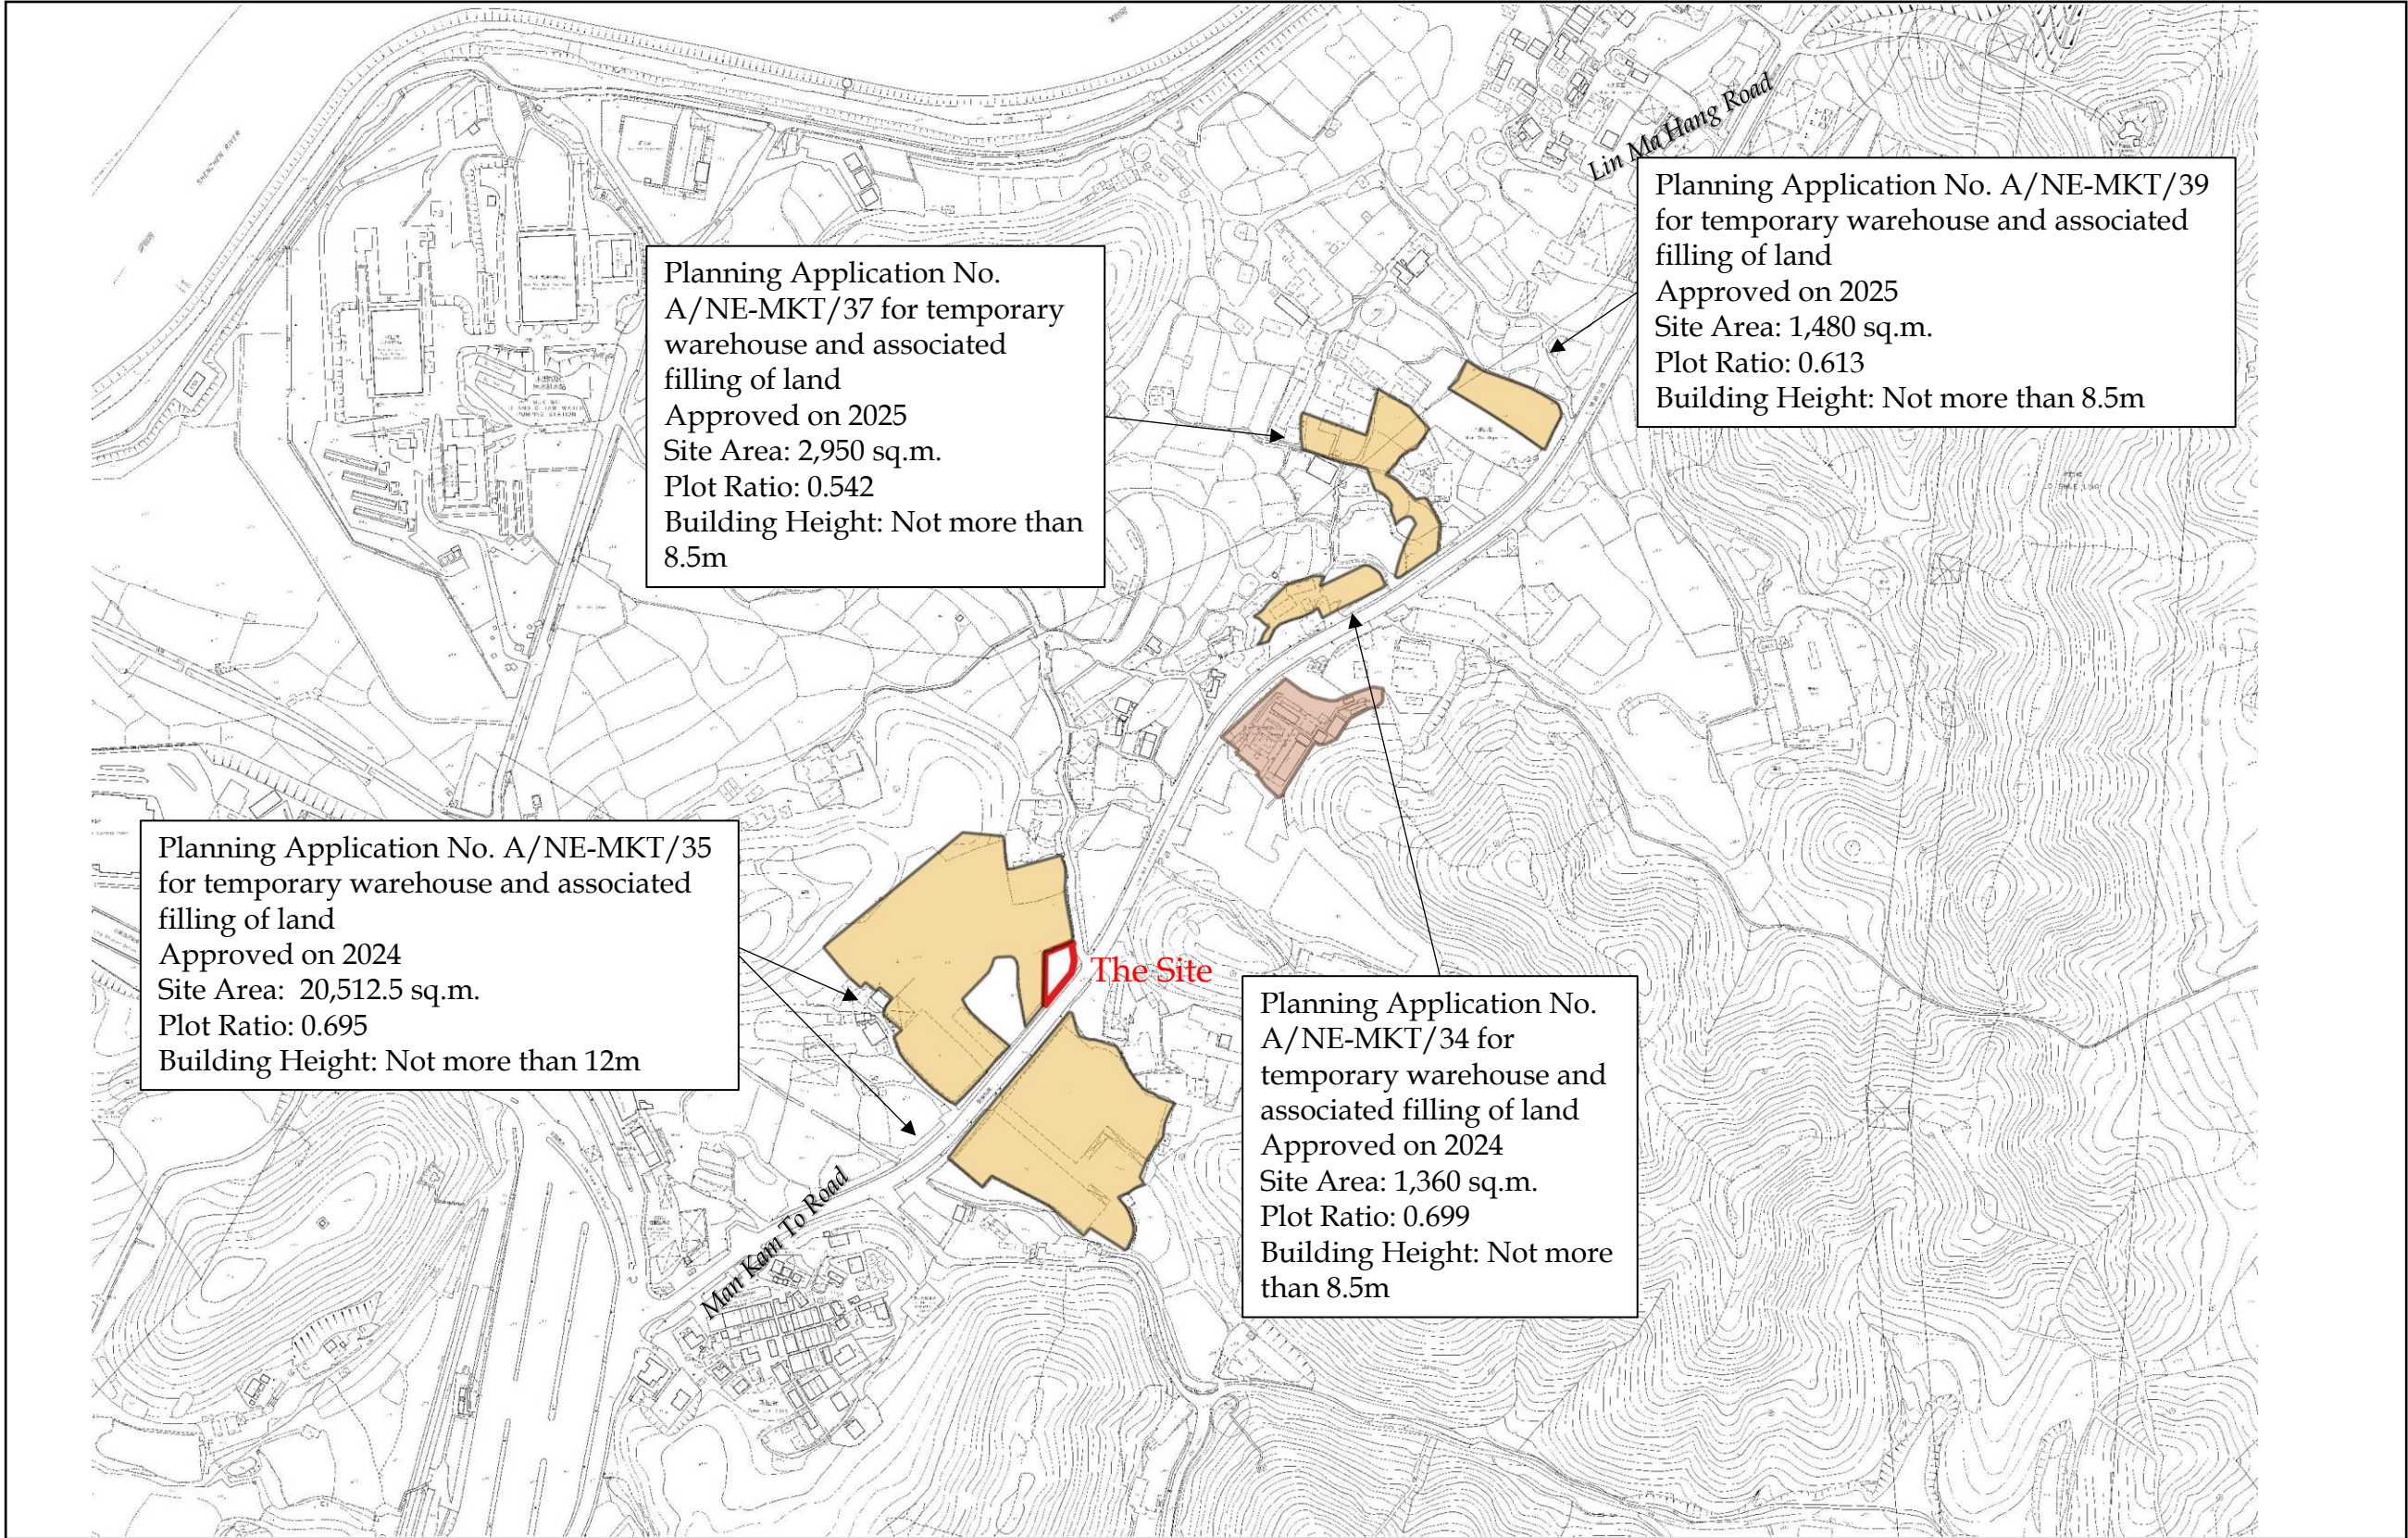 SHENZHEN RIVER
Lin Ma Hang Road
Planning Application No. A/NE-MKT/39
for temporary warehouse and associated
filling of land
Approved on 2025
Site Area: 1,480 sq.m.
Plot Ratio: 0.613
Building Height: Not more than 8.5m
Planning Application No.
A/NE-MKT/37 for temporary
warehouse and associated
filling of land
Approved on 2025
Site Area: 2,950 sq.m.
Plot Ratio: 0.542
Building Height: Not more than
8.5m
Planning Application No. A/NE-MKT/35
for temporary warehouse and associated
filling of land
Approved on 2024
Site Area: 20,512.5 sq.m.
Plot Ratio: 0.695
Building Height: Not more than 12m
The Site
Planning Application No.
A/NE-MKT/34 for
temporary warehouse and
associated filling of land
Approved on 2024
Site Area: 1,360 sq.m.
Plot Ratio: 0.699
Building Height: Not more
than 8.5m
Man Kam To Road